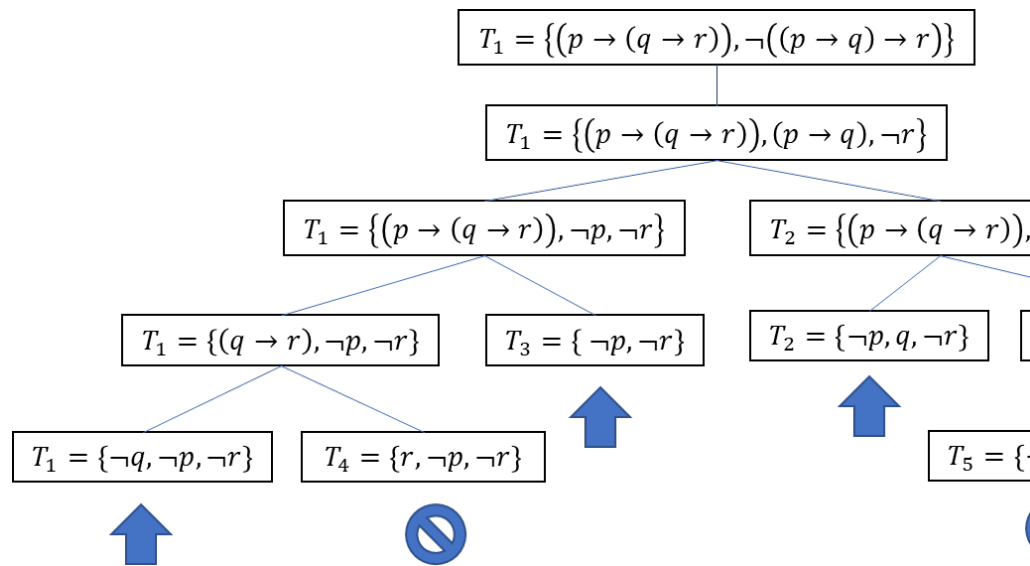 T₁ = {(p → (q → r)), ¬((p → q) → r)}
T₁ = {(p → (q → r)), (p → q), ¬r}
T₁ = {(p → (q → r)), ¬p, ¬r}
T₂ = {(p → (q → r)),
T₁ = {(q → r), ¬p, ¬r}
T₃ = { ¬p, ¬r}
T₂ = {¬p, q, ¬r}
T₁ = {¬q, ¬p, ¬r}
T₄ = {r, ¬p, ¬r}
T₅ = {¬